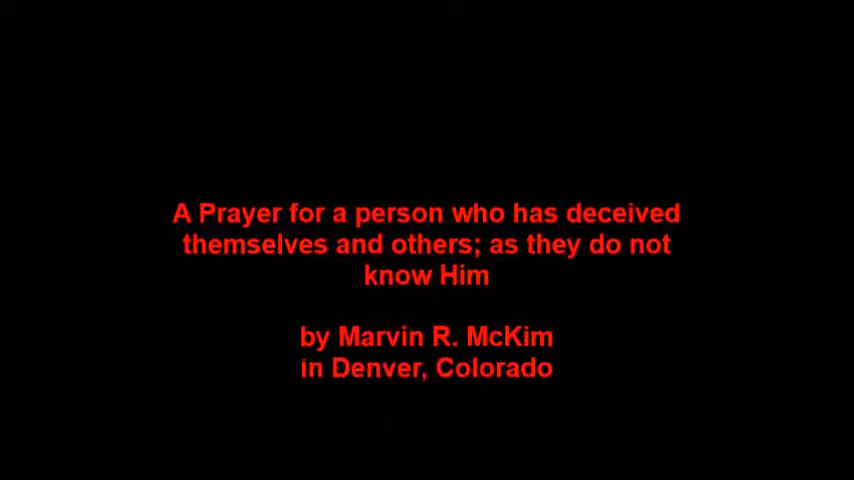 A Prayer for a person who has deceived
themselves and others; as they do not
know Him
by Marvin R. McKim
in Denver, Colorado